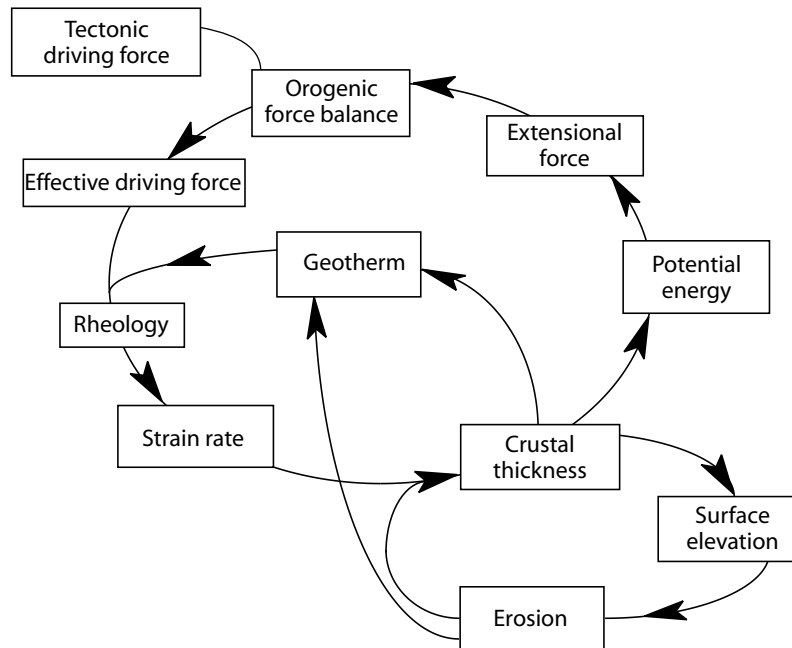 Tectonic
driving force
Orogenic
force balance
Extensional
force
Effective driving force
Geotherm
Potential
energy
Rheology
Strain rate
Crustal
thickness
Surface
elevation
Erosion